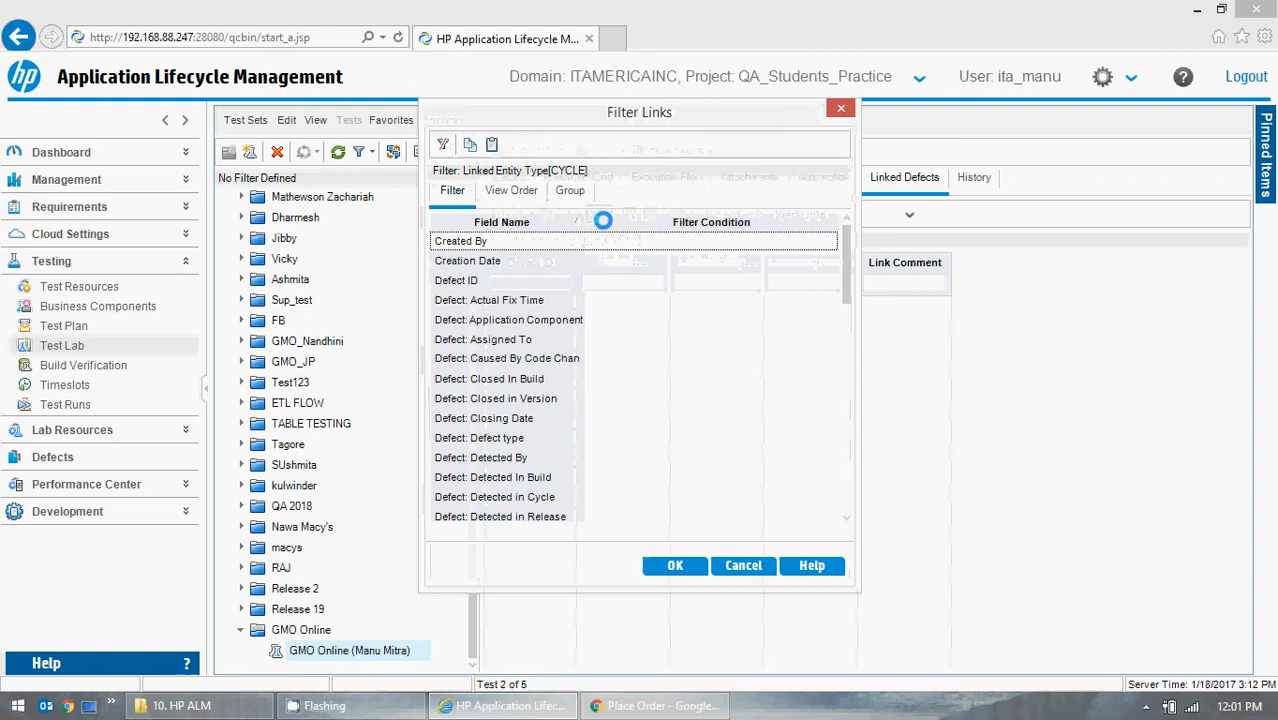 http://192.168.88.247:28080/qcbin/start_a.jsp
HP Application Lifecycle M...
hp
Application Lifecycle Management
Domain: ITAMERICAINC, Project: QA_Students_Practice
User: ita_manu
Logout
Dashboard
Management
Requirements
Cloud Settings
Testing
Test Resources
Business Components
Test Plan
Test Lab
Build Verification
Timeslots
Test Runs
Lab Resources
Defects
Performance Center
Development
Help ?
Test Sets Edit View Tests Favorites
No Filter Defined
Mathewson Zachariah
Dharmesh
Jibby
Vicky
Ashmita
Sup_test
FB
GMO_Nandhini
GMO_JP
Test123
ETL FLOW
TABLE TESTING
Tagore
SUshmita
kulwinder
QA 2018
Nawa Macy's
macys
RAJ
Release 2
Release 19
GMO Online
GMO Online (Manu Mitra)
Filter Links
Filter: Linked Entity Type[CYCLE]
Filter View Order Group
Field Name Filter Condition
Created By
Creation Date
Defect ID
Defect: Actual Fix Time
Defect: Application Component
Defect: Assigned To
Defect: Caused By Code Chan
Defect: Closed In Build
Defect: Closed in Version
Defect: Closing Date
Defect: Defect type
Defect: Detected By
Defect: Detected In Build
Defect: Detected in Cycle
Defect: Detected in Release
OK Cancel Help
Linked Defects History
Link Comment
Pinned Items
Test 2 of 5
Server Time: 1/18/2017 3:12 PM
10. HP ALM
Flashing
HP Application Lifec...
Place Order - Google...
12:01 PM